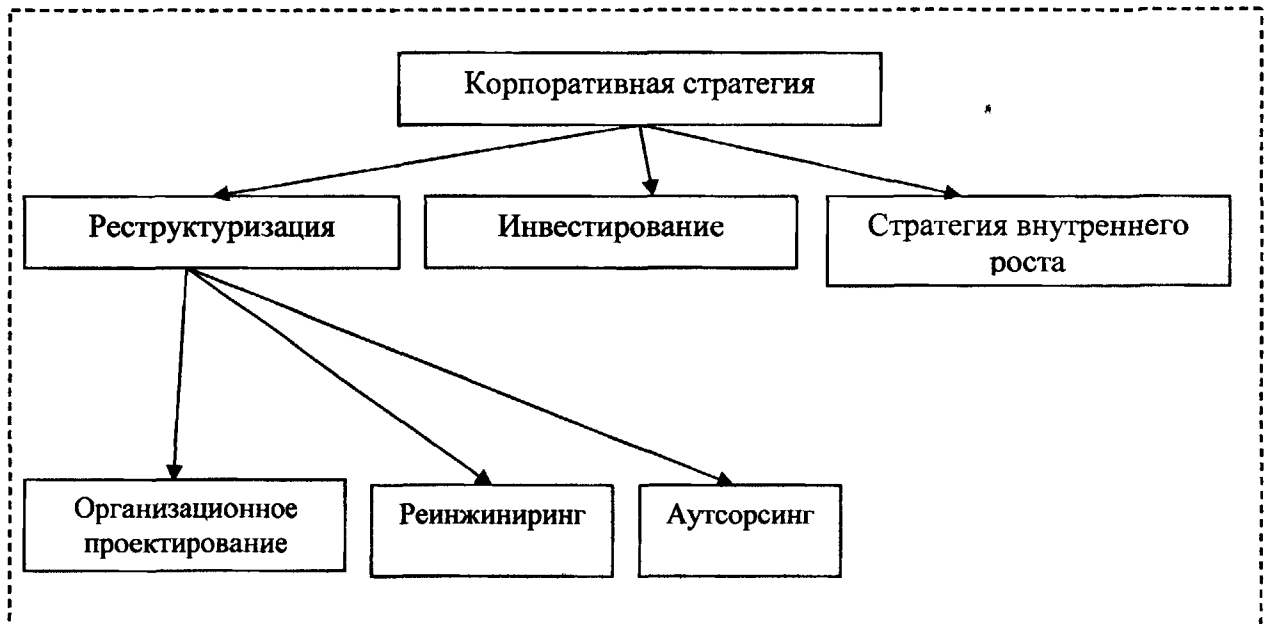 Корпоративная стратегия
Реструктуризация
Инвестирование
Стратегия внутреннего
роста
Организационное
проектирование
Реинжиниринг
Аутсорсинг